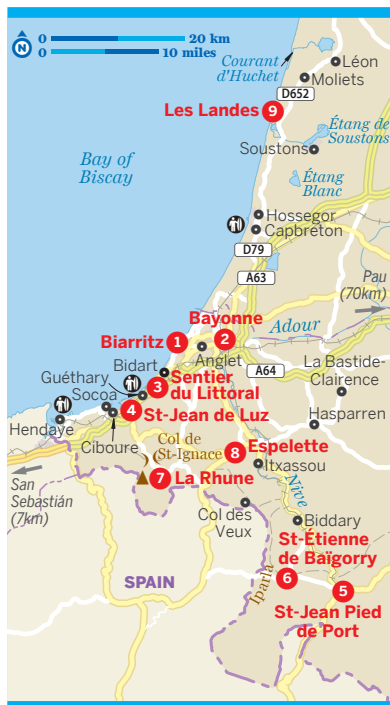 N
0 20 km
0 10 miles
Courant
d'Huchet
Léon
Moliets
D652
Les Landes 9
Étang de
Soustons
Soustons
Bay of
Biscay
Étang
Blanc
Hossegor
Capbreton
D79
A63
Pau
(70km)
Bayonne
2
Adour
Biarritz 1
Anglet
A64
Bidart
La Bastide-
Clairence
Guéthary
3 Sentier
du Littoral
Socoa
4 St-Jean de Luz
Hasparren
Hendaye
Ciboure
Col de
St-Ignace
8 Espelette
Itxassou
San
Sebastián
(7km)
7 La Rhune
Nive
Col des
Veux
Biddary
St-Étienne
de Baïgorry
SPAIN
Iparla
6
5
St-Jean Pied
de Port